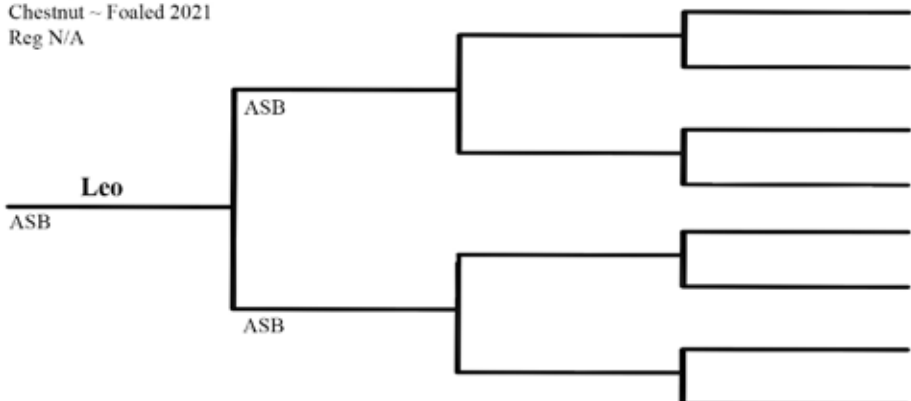 Chestnut ~ Foaled 2021
Reg N/A
ASB
Leo
ASB
ASB